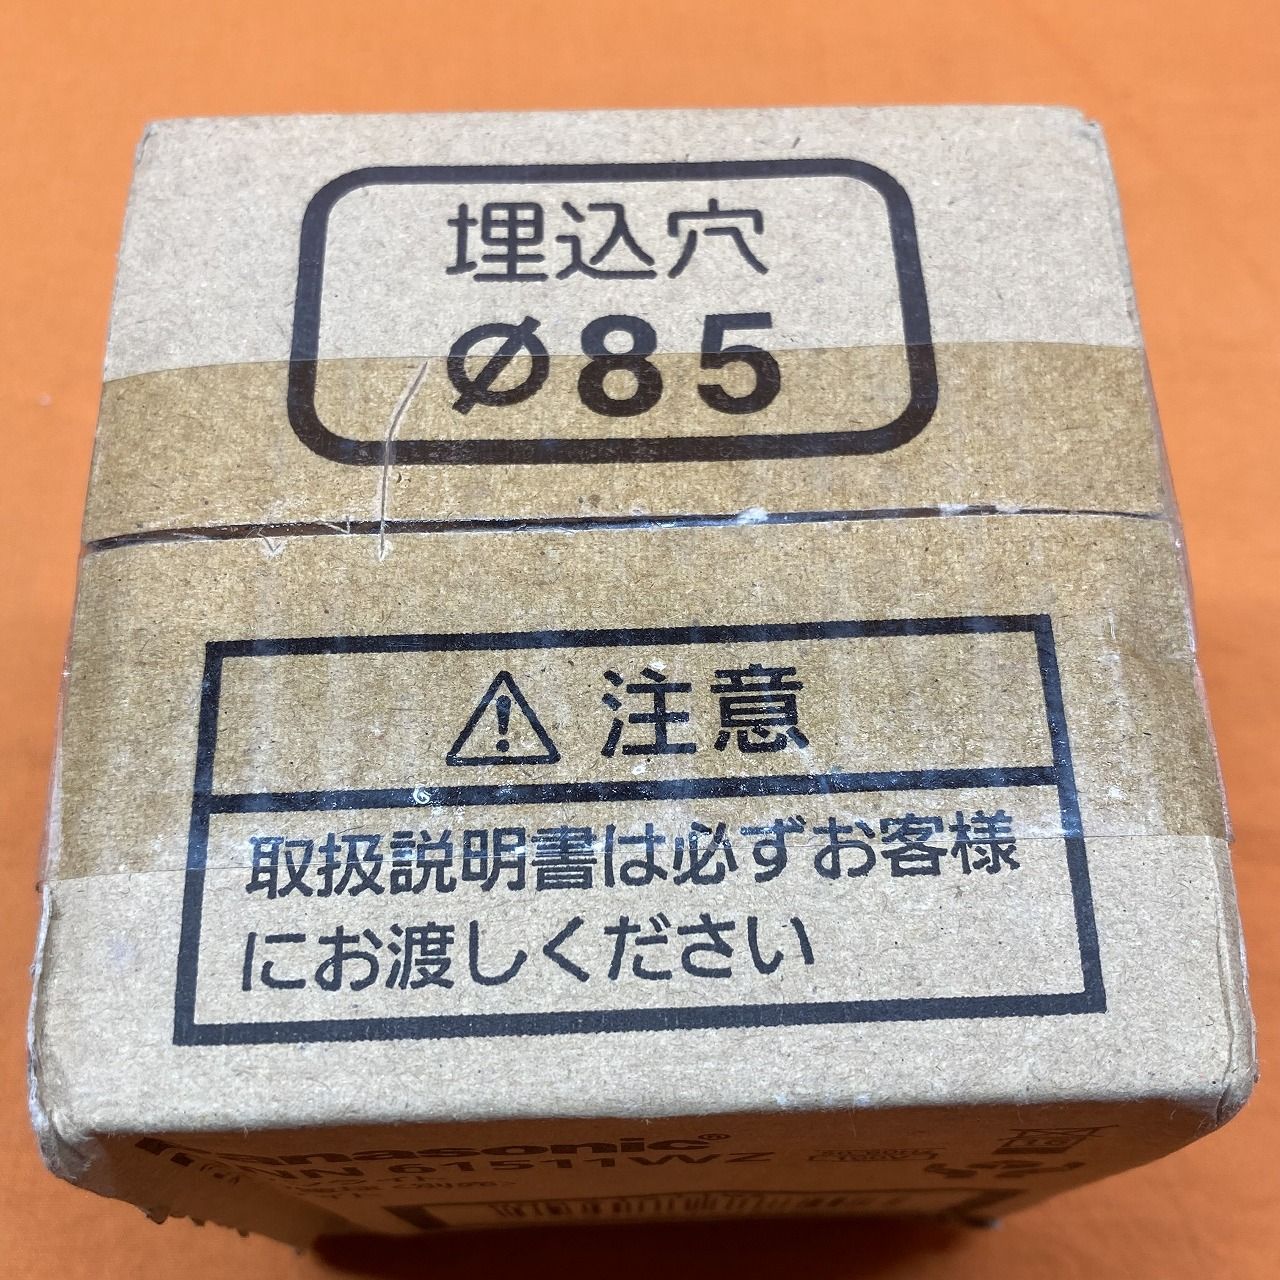 埋込穴
ø85
注意
取扱説明書は必ずお客様
にお渡しください
Panasonic®
61511WZ